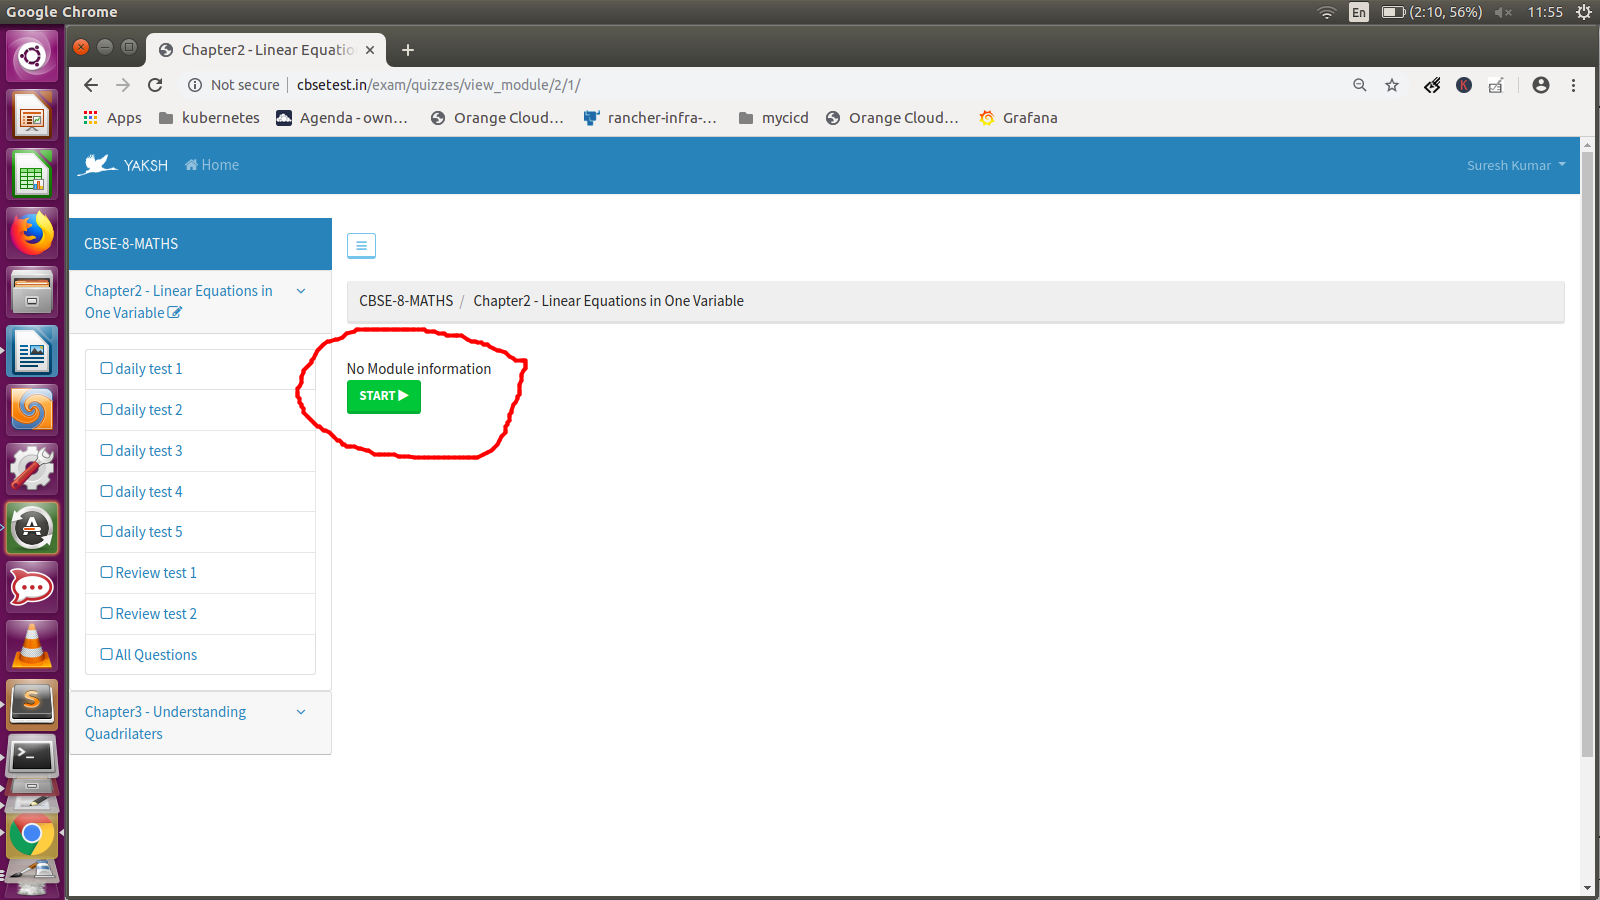 Google Chrome
En
(2:10, 56%)
11:55
Chapter2 - Linear Equatio
Not secure
cbsetest.in/exam/quizzes/view_module/2/1/
K
Apps
kubernetes
Agenda - own...
Orange Cloud...
rancher-infra-...
mycicd
Orange Cloud...
Grafana
YAKSH
Home
Suresh Kumar
CBSE-8-MATHS
Chapter2 - Linear Equations in
One Variable
daily test 1
daily test 2
daily test 3
daily test 4
daily test 5
Review test 1
Review test 2
All Questions
Chapter3 - Understanding
Quadrilaters
CBSE-8-MATHS / Chapter2 - Linear Equations in One Variable
No Module information
START